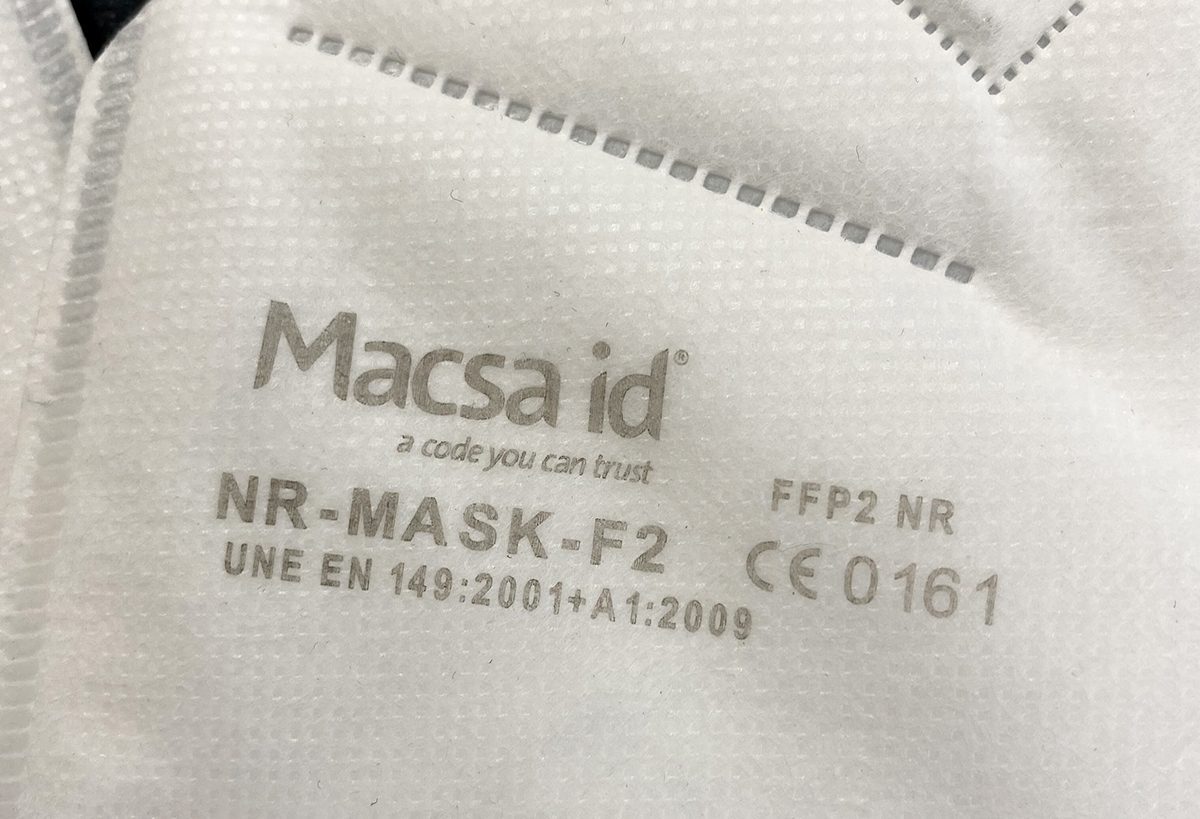 Macsa id®
a code you can trust
NR-MASK-F2
UNE EN 149:2001+A1:2009
FFP2 NR
CE 0161